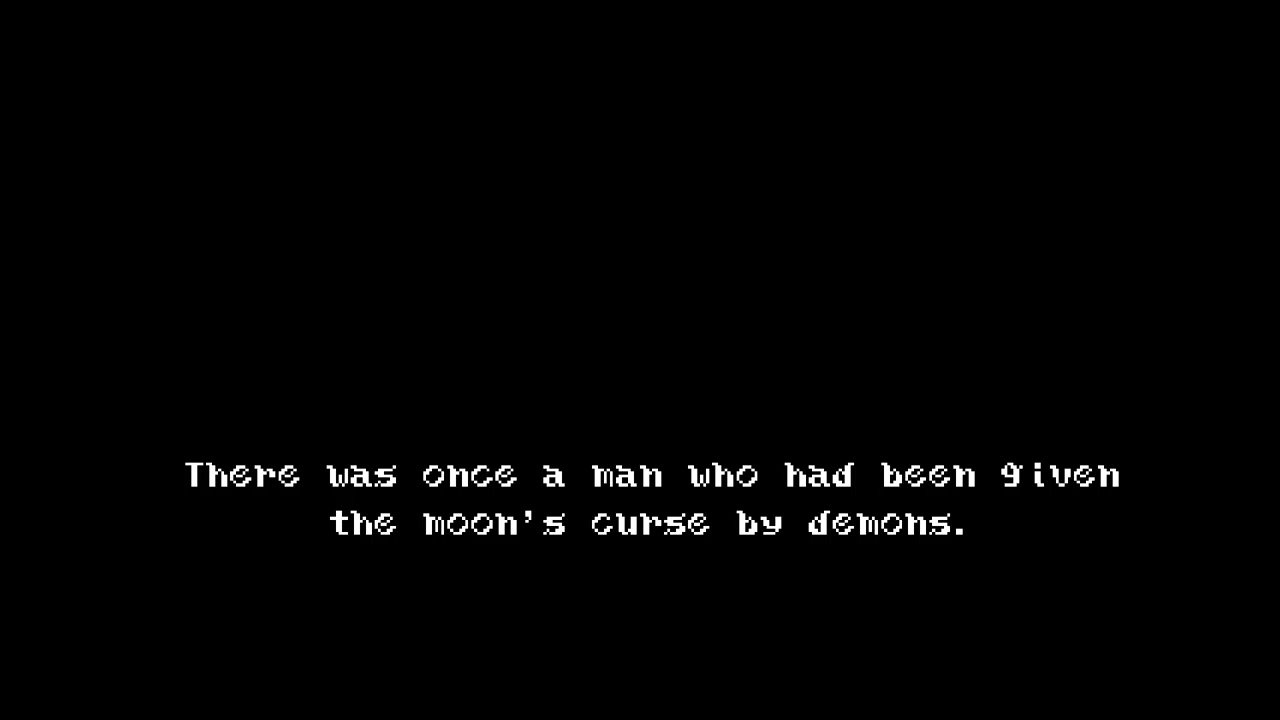 There was once a man who had been given
the moon's curse by demons.